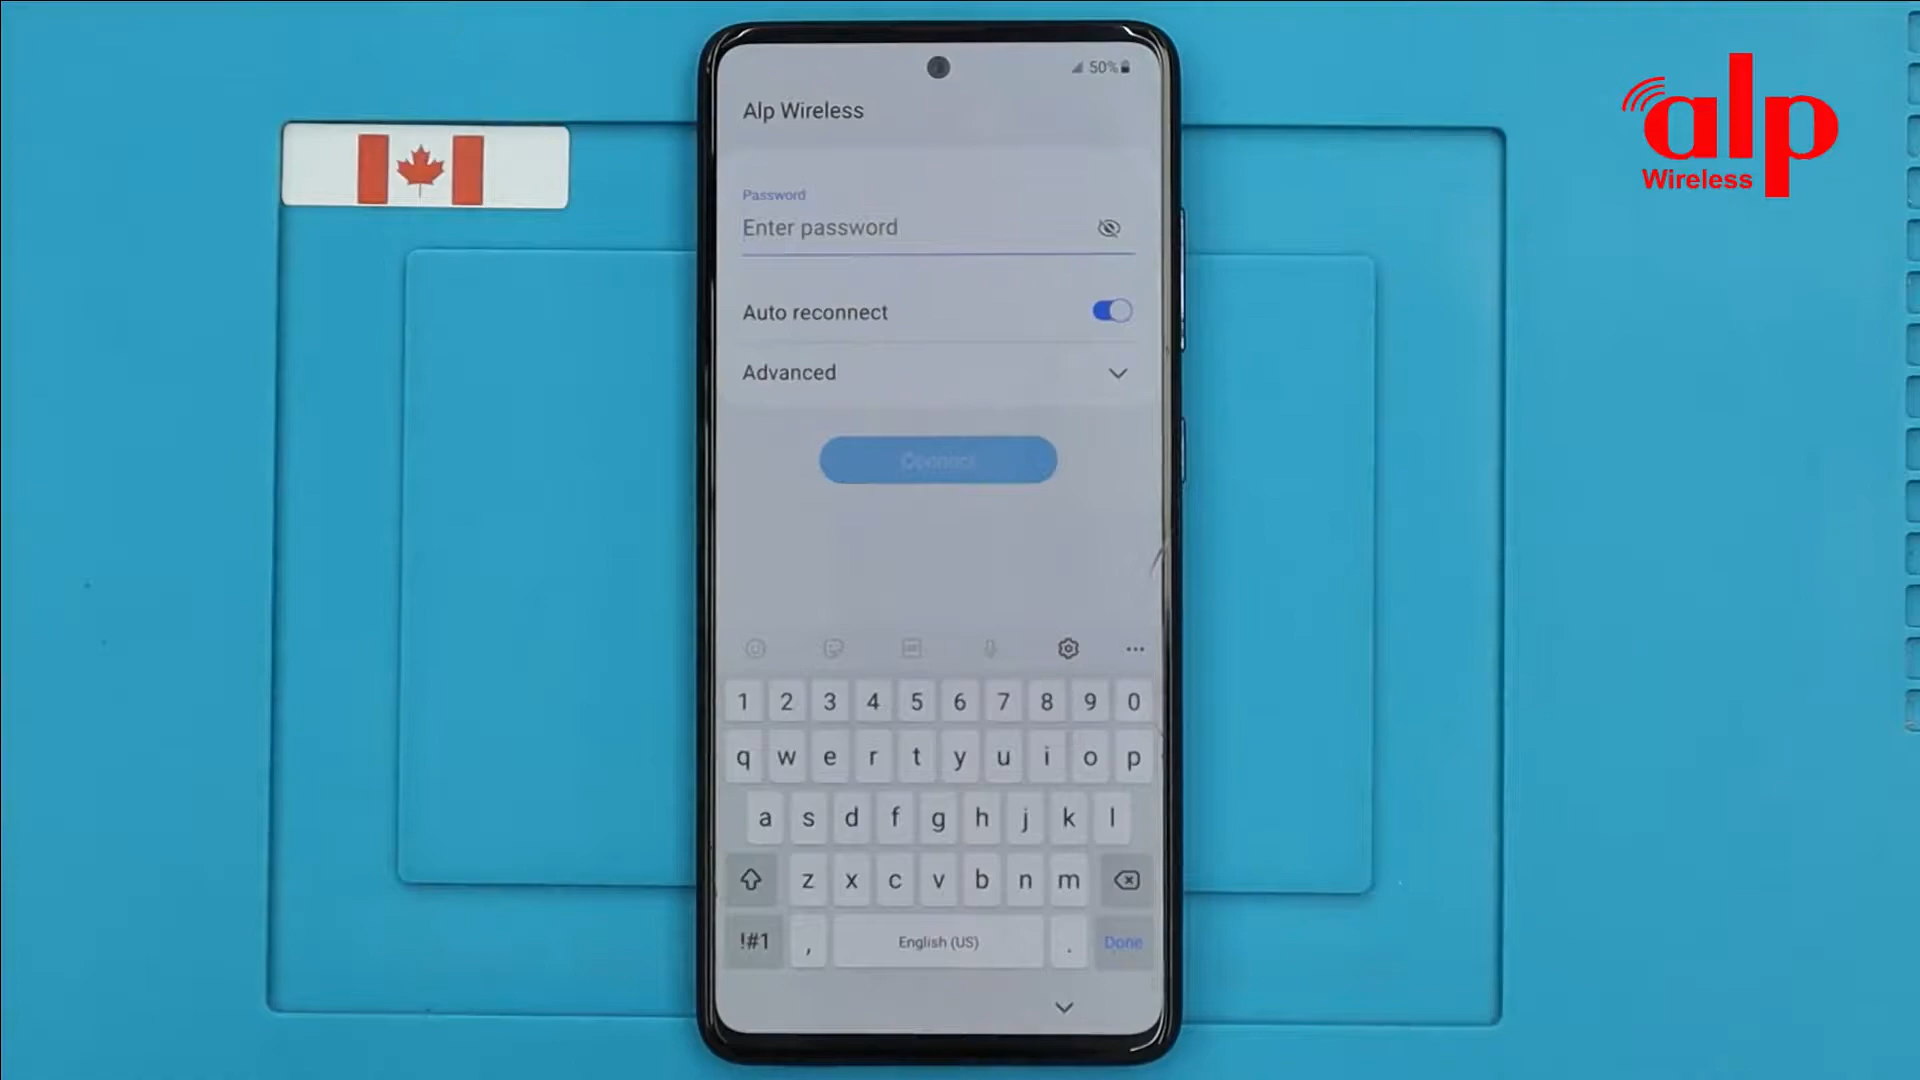 50%
Alp Wireless
alp
Wireless
Password
Enter password
Auto reconnect
Advanced
Connect
1 2 3 4 5 6 7 8 9 0
q w e r t y u i o p
a s d f g h j k l
z x c v b n m
!#1 , English (US) . Done